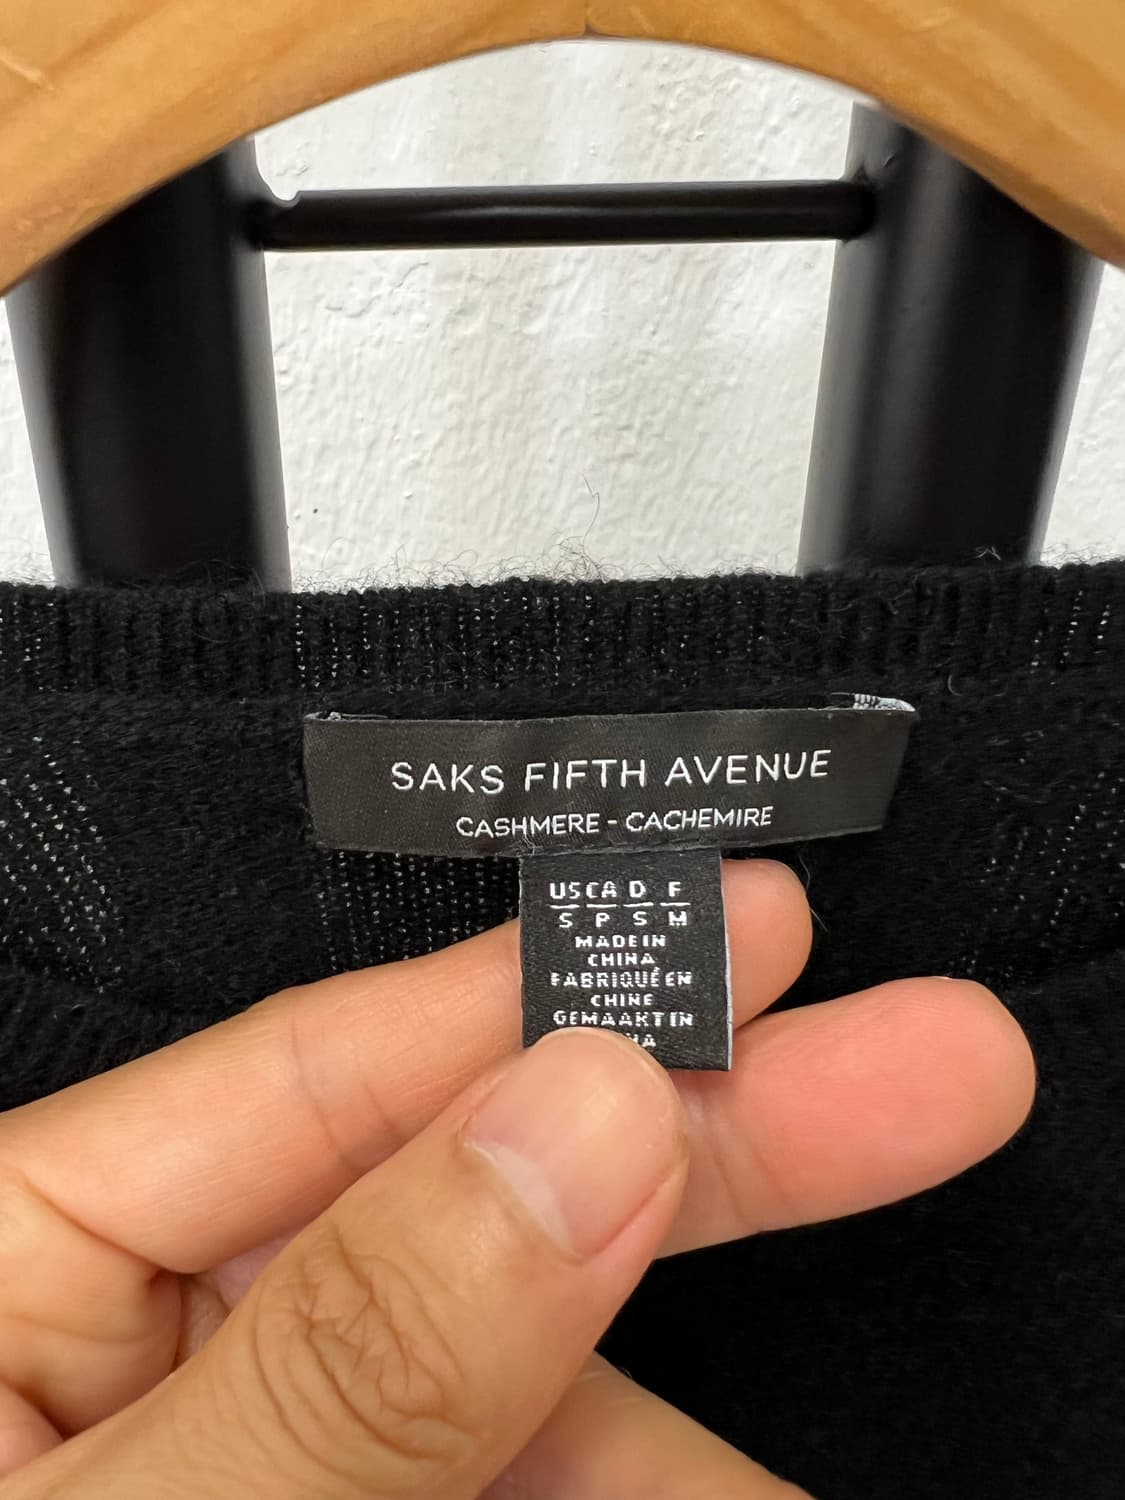 SAKS FIFTH AVENUE
CASHMERE - CACHEMIRE
US CA D F
S P S M
MADE IN
CHINA
FABRIQUÉ EN
CHINE
GEMAAKT IN